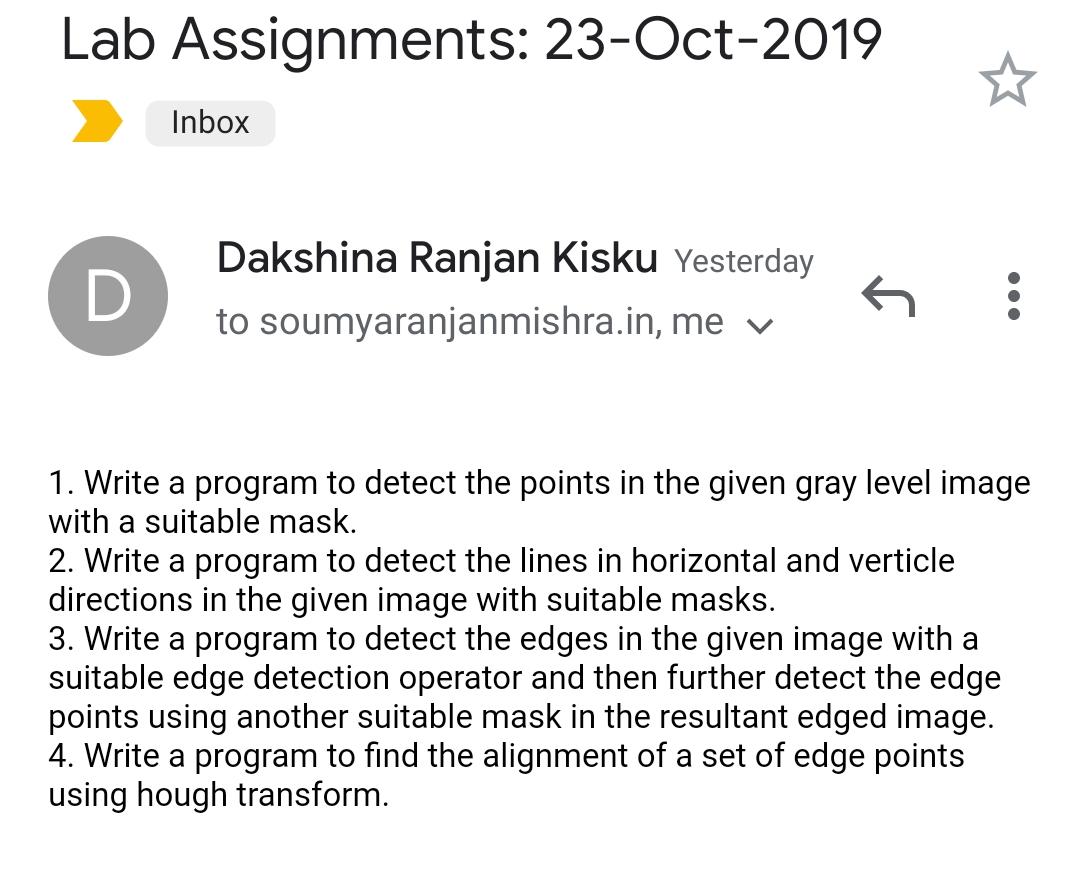 Lab Assignments: 23-Oct-2019
Inbox
D
Dakshina Ranjan Kisku Yesterday
to soumyaranjanmishra.in, me
1. Write a program to detect the points in the given gray level image
with a suitable mask.
2. Write a program to detect the lines in horizontal and verticle
directions in the given image with suitable masks.
3. Write a program to detect the edges in the given image with a
suitable edge detection operator and then further detect the edge
points using another suitable mask in the resultant edged image.
4. Write a program to find the alignment of a set of edge points
using hough transform.